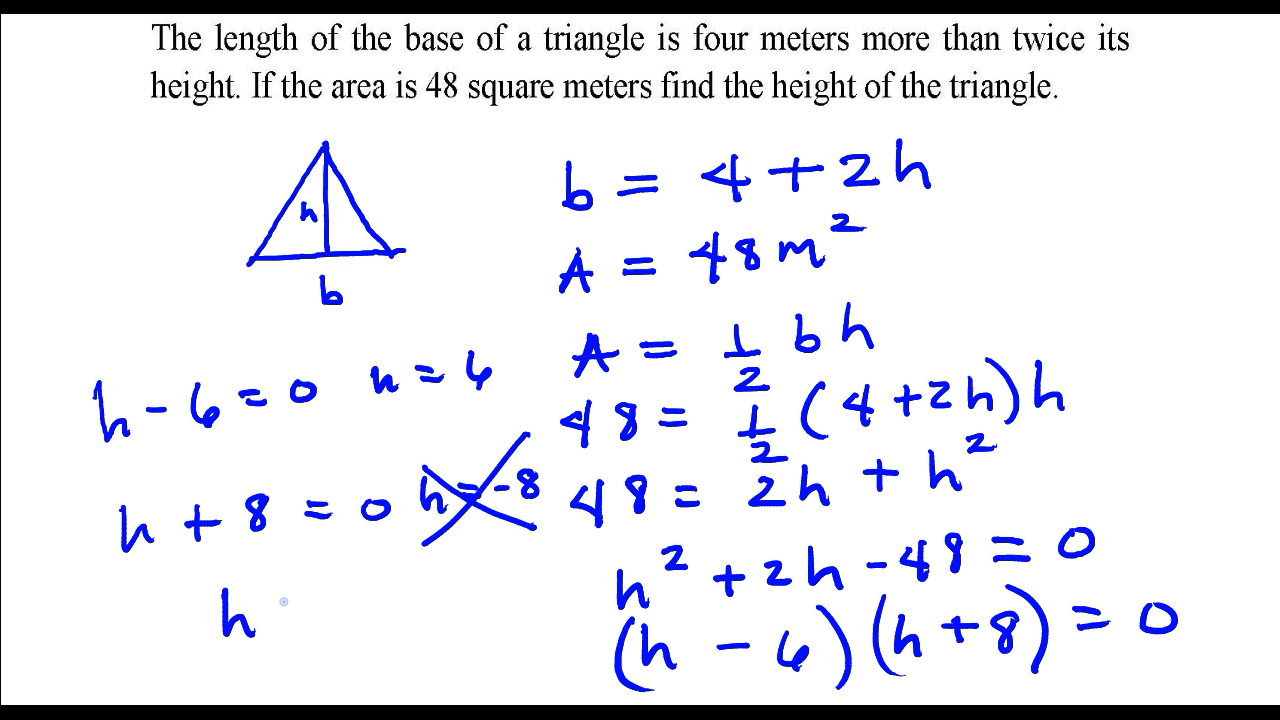 The length of the base of a triangle is four meters more than twice its
height. If the area is 48 square meters find the height of the triangle.
h
b
b = 4 + 2h
A = 48m²
A = 1/2 bh
48 = 1/2 (4+2h)h
48 = 2h + h²
h² + 2h - 48 = 0
(h - 6)(h + 8) = 0
h - 6 = 0 h = 6
h + 8 = 0 h = -8
h